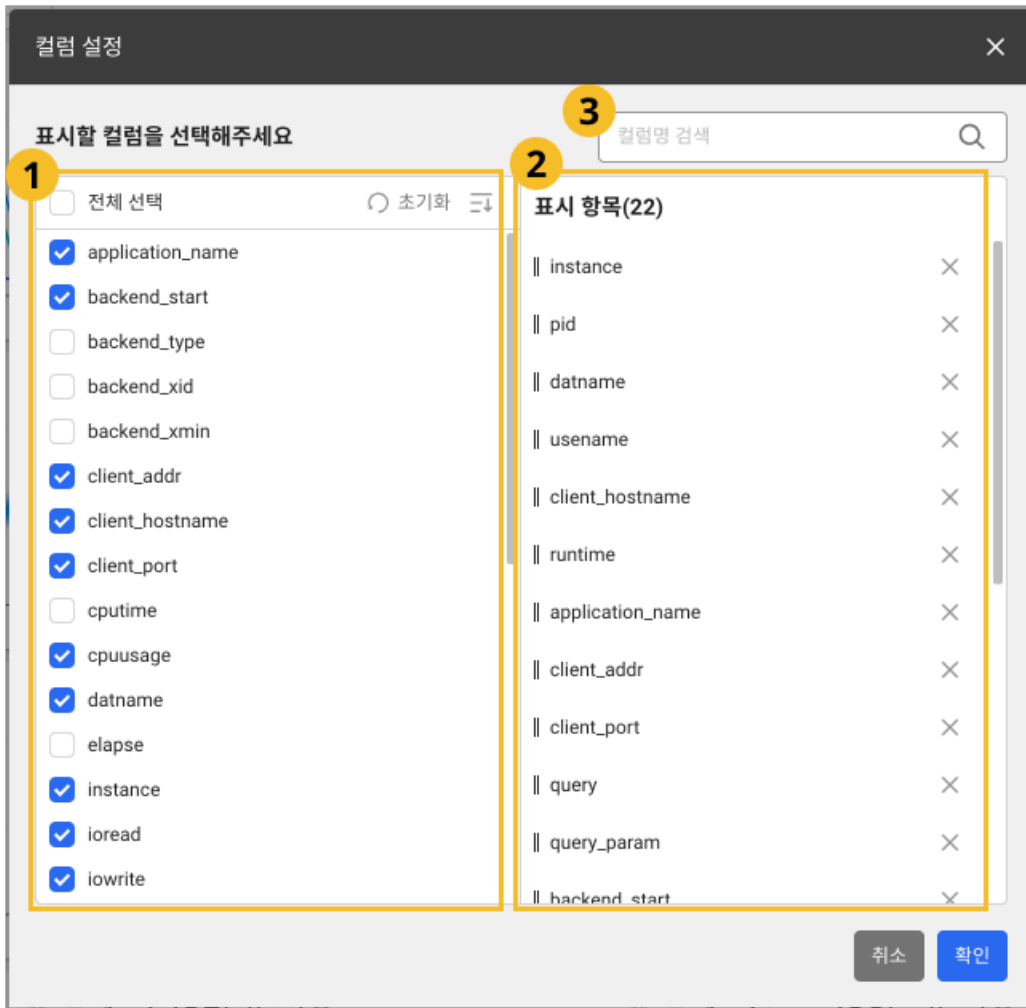 컬럼 설정
표시할 컬럼을 선택해주세요
3
컬럼명 검색
1
전체 선택
초기화
application_name
backend_start
backend_type
backend_xid
backend_xmin
client_addr
client_hostname
client_port
cputime
cpuusage
datname
elapse
instance
ioread
iowrite
2
표시 항목(22)
instance
pid
datname
usename
client_hostname
runtime
application_name
client_addr
client_port
query
query_param
backend_start
취소
확인